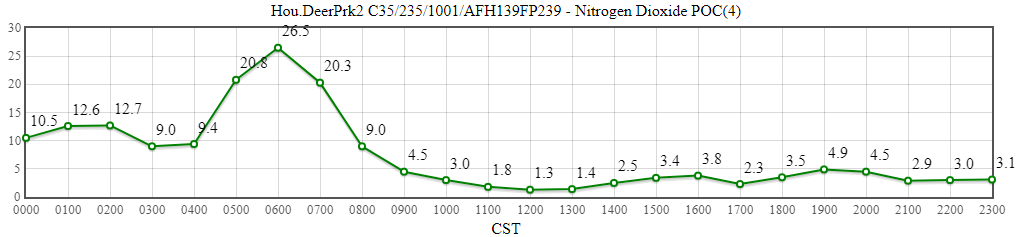 Hou.DeerPrk2 C35/235/1001/AFH139FP239 - Nitrogen Dioxide POC(4)
30
25
20
15
10
5
0
10.5 12.6 12.7 9.0 9.4 20.8 26.5 20.3 9.0 4.5 3.0 1.8 1.3 1.4 2.5 3.4 3.8 2.3 3.5 4.9 4.5 2.9 3.0 3.1
0000 0100 0200 0300 0400 0500 0600 0700 0800 0900 1000 1100 1200 1300 1400 1500 1600 1700 1800 1900 2000 2100 2200 2300
CST